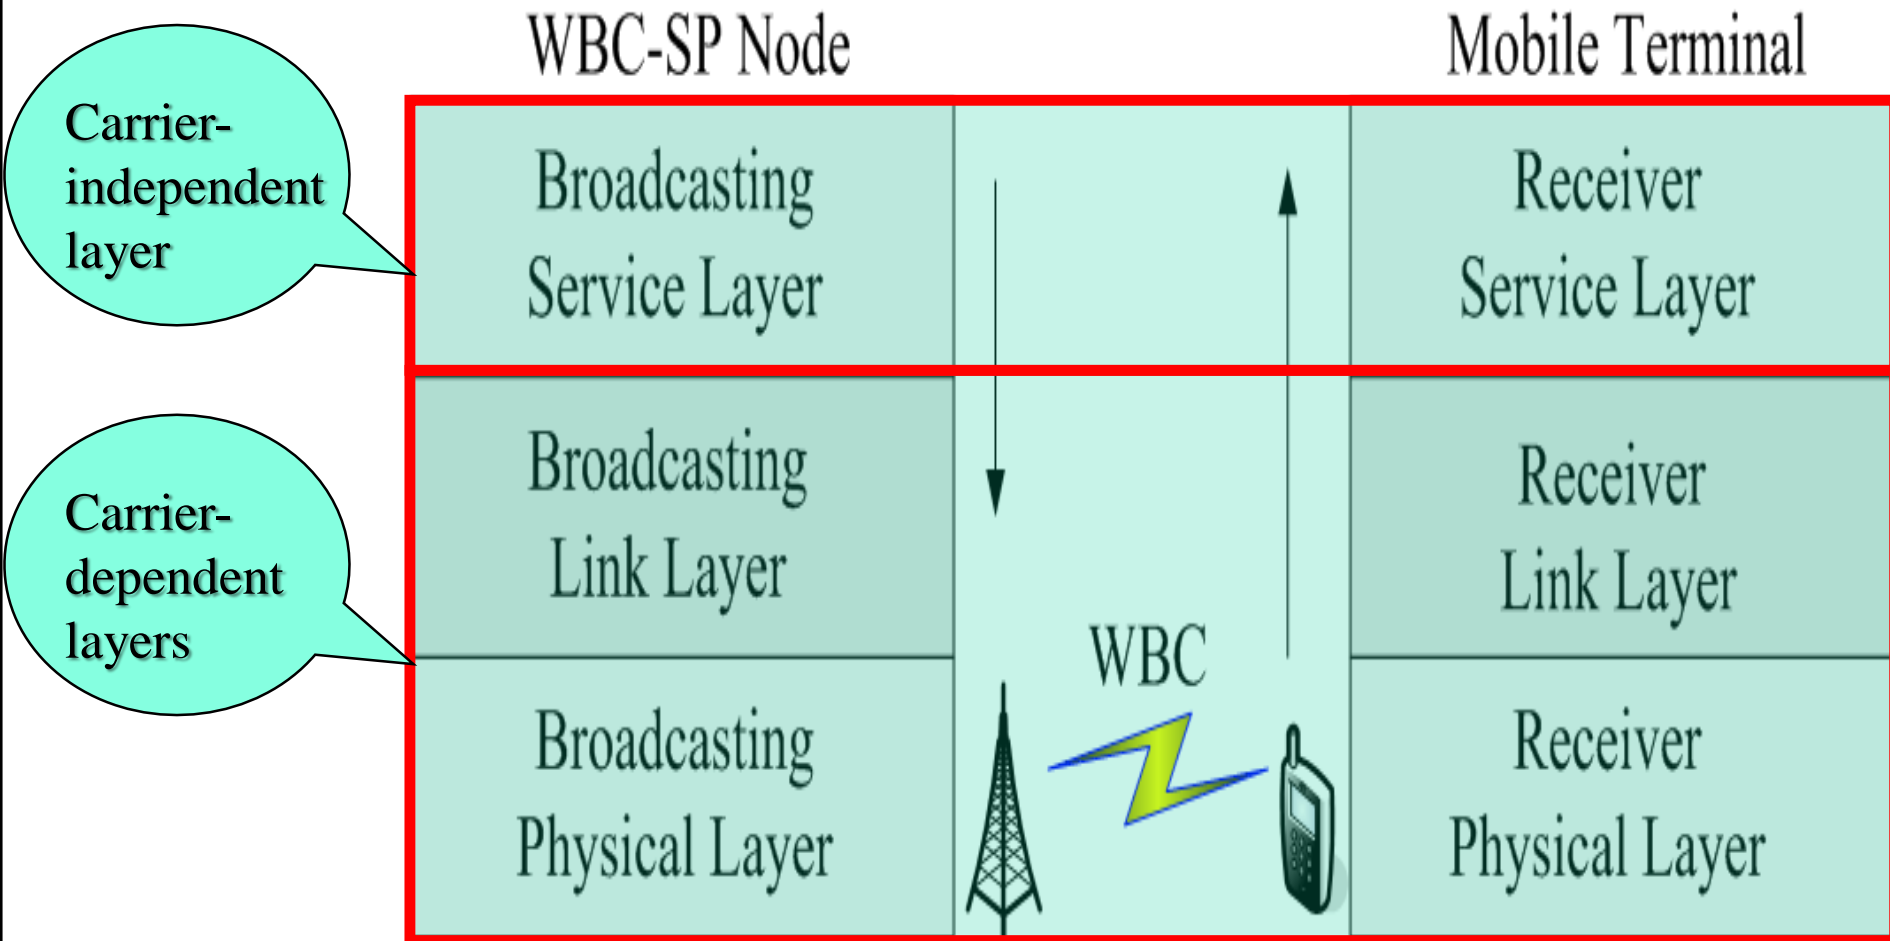 WBC-SP Node
Mobile Terminal
Carrier-
independent
layer
Broadcasting
Service Layer
Receiver
Service Layer
Carrier-
dependent
layers
Broadcasting
Link Layer
Receiver
Link Layer
WBC
Broadcasting
Physical Layer
Receiver
Physical Layer